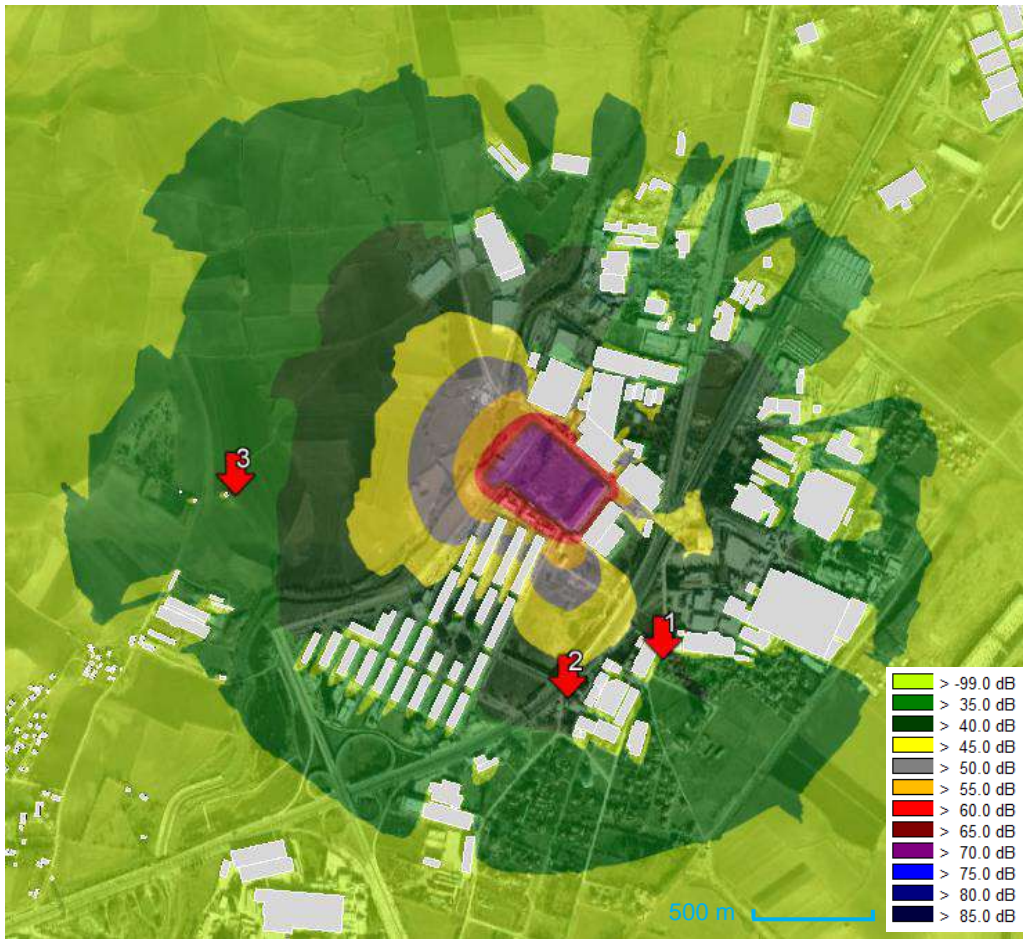 3
1
2
> -99.0 dB
> 35.0 dB
> 40.0 dB
> 45.0 dB
> 50.0 dB
> 55.0 dB
> 60.0 dB
> 65.0 dB
> 70.0 dB
> 75.0 dB
> 80.0 dB
> 85.0 dB
500 m